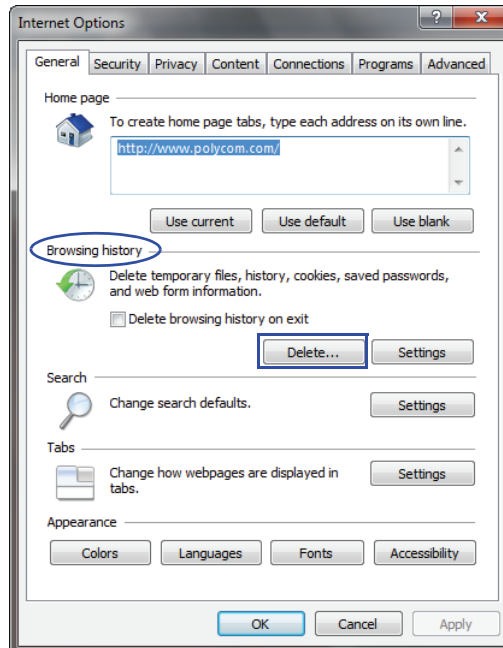 Internet Options
General Security Privacy Content Connections Programs Advanced
Home page
To create home page tabs, type each address on its own line.
http://www.polycom.com/
Use current Use default Use blank
Browsing history
Delete temporary files, history, cookies, saved passwords,
and web form information.
Delete browsing history on exit
Delete... Settings
Search
Change search defaults. Settings
Tabs
Change how webpages are displayed in
tabs. Settings
Appearance
Colors Languages Fonts Accessibility
OK Cancel Apply